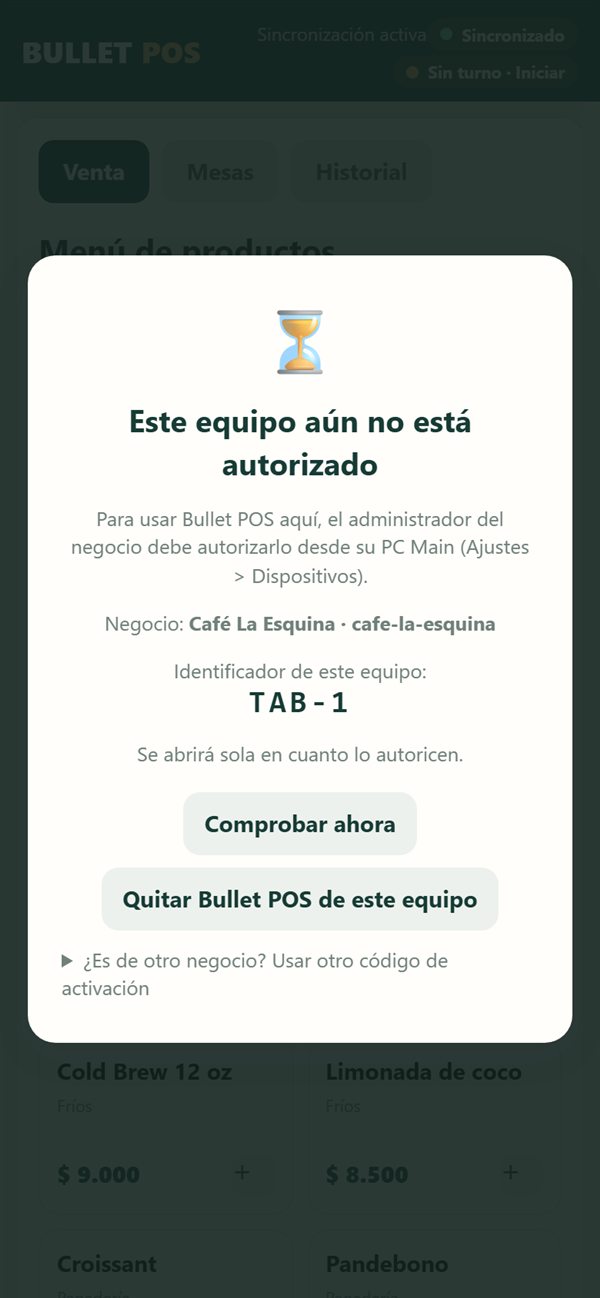 BULLET POS
Sincronización activa
Sincronizado
Sin turno · Iniciar
Venta
Mesas
Historial
Menú de productos
Este equipo aún no está
autorizado
Para usar Bullet POS aquí, el administrador del
negocio debe autorizarlo desde su PC Main (Ajustes
> Dispositivos).
Negocio: Café La Esquina · cafe-la-esquina
Identificador de este equipo:
TAB-1
Se abrirá sola en cuanto lo autoricen.
Comprobar ahora
Quitar Bullet POS de este equipo
▶ ¿Es de otro negocio? Usar otro código de
activación
Cold Brew 12 oz
Limonada de coco
Fríos
Fríos
$ 9.000
+
$ 8.500
+
Croissant
Pandebono